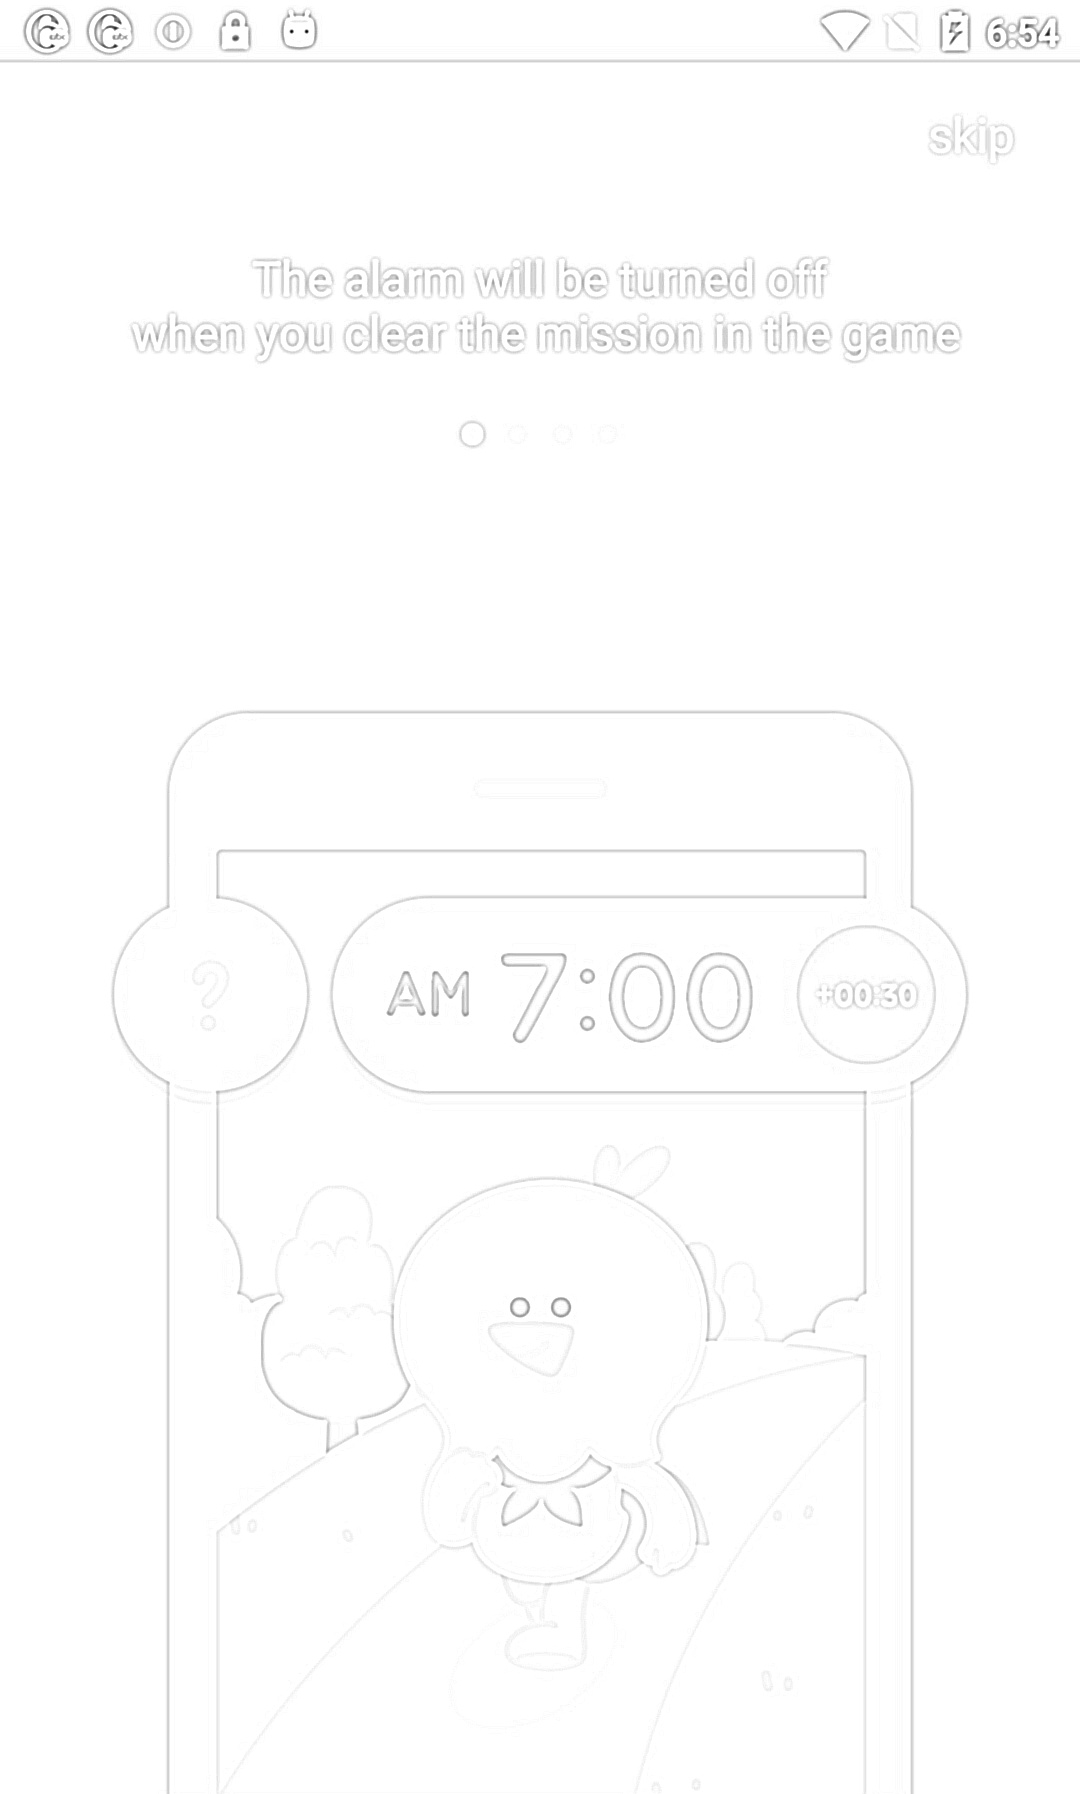 6:54
skip
The alarm will be turned off
when you clear the mission in the game
?
AM 7:00 +00:30